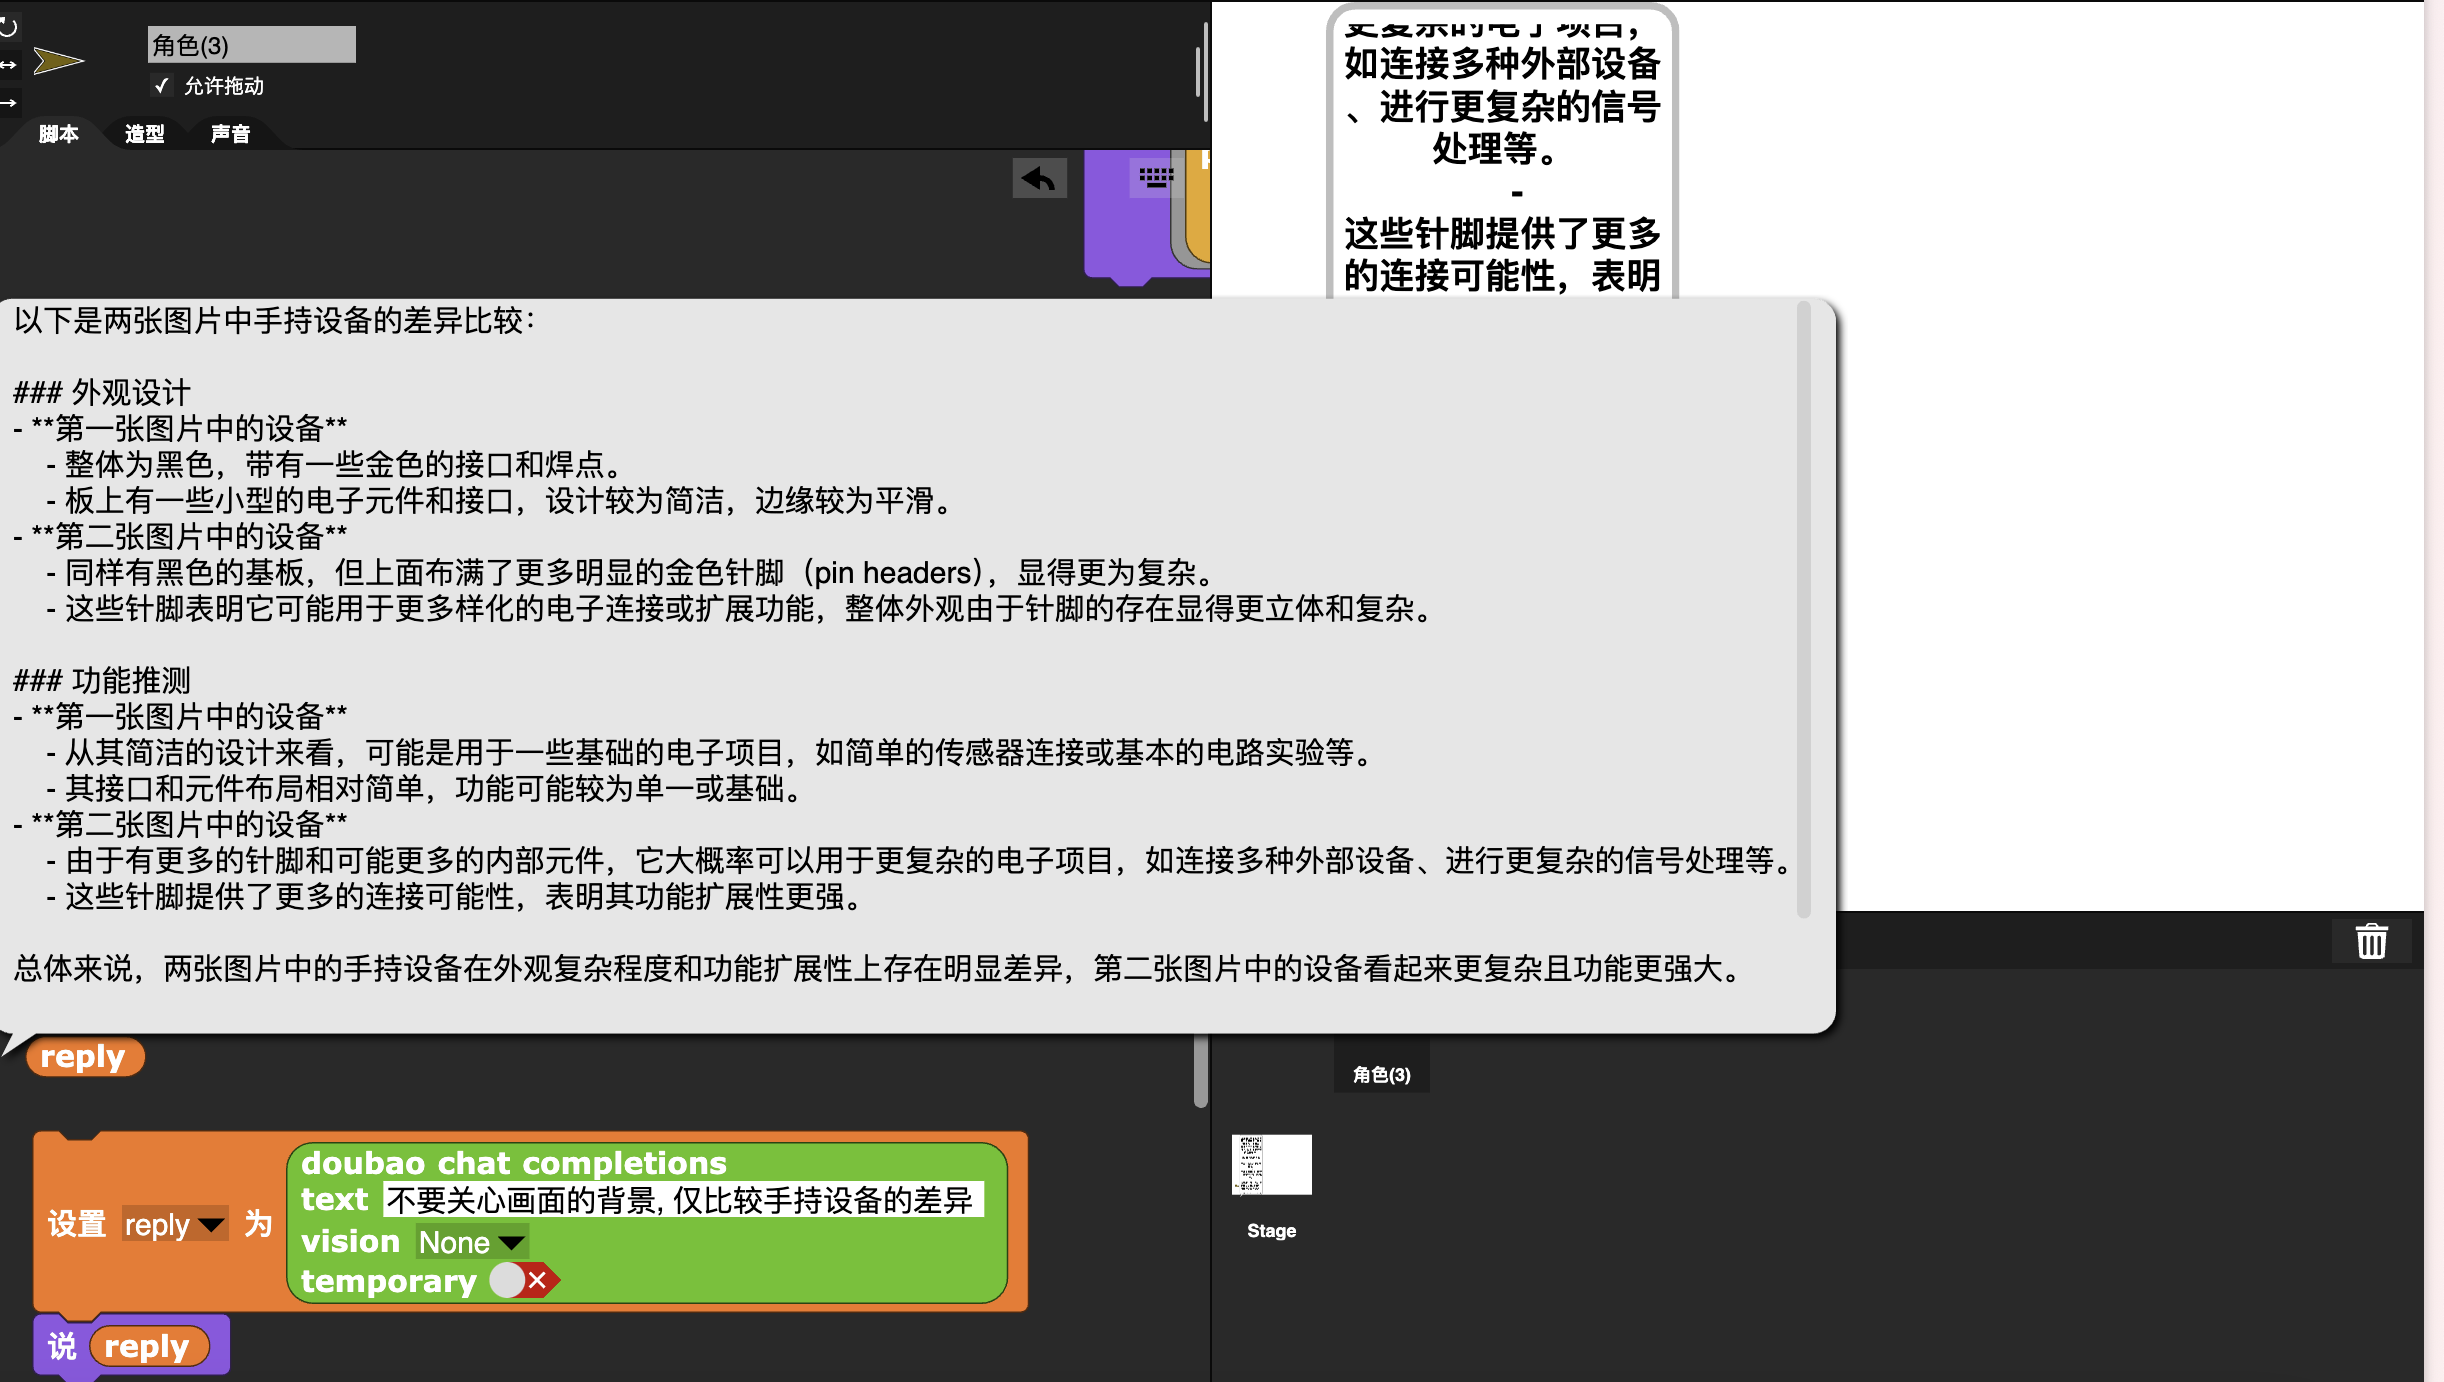 角色(3)
允许拖动
脚本
造型
声音
更复杂的电子项目，
如连接多种外部设备
、进行更复杂的信号
处理等。
-
这些针脚提供了更多
的连接可能性，表明
以下是两张图片中手持设备的差异比较：
### 外观设计
- **第一张图片中的设备**
- 整体为黑色，带有一些金色的接口和焊点。
- 板上有一些小型的电子元件和接口，设计较为简洁，边缘较为平滑。
- **第二张图片中的设备**
- 同样有黑色的基板，但上面布满了更多明显的金色针脚（pin headers），显得更为复杂。
- 这些针脚表明它可能用于更多样化的电子连接或扩展功能，整体外观由于针脚的存在显得更立体和复杂。
### 功能推测
- **第一张图片中的设备**
- 从其简洁的设计来看，可能是用于一些基础的电子项目，如简单的传感器连接或基本的电路实验等。
- 其接口和元件布局相对简单，功能可能较为单一或基础。
- **第二张图片中的设备**
- 由于有更多的针脚和可能更多的内部元件，它大概率可以用于更复杂的电子项目，如连接多种外部设备、进行更复杂的信号处理等。
- 这些针脚提供了更多的连接可能性，表明其功能扩展性更强。
总体来说，两张图片中的手持设备在外观复杂程度和功能扩展性上存在明显差异，第二张图片中的设备看起来更复杂且功能更强大。
reply
角色(3)
Stage
设置 reply 为
doubao chat completions
text 不要关心画面的背景, 仅比较手持设备的差异
vision None
temporary
说 reply